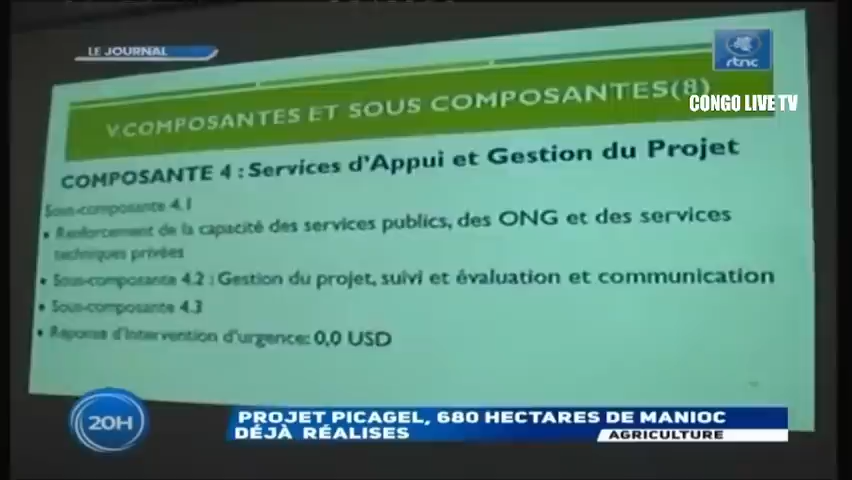 LE JOURNAL
rtnc
CONGO LIVE TV
V.COMPOSANTES ET SOUS COMPOSANTES(8)
COMPOSANTE 4 : Services d'Appui et Gestion du Projet
Sous-composante 4.1
• Renforcement de la capacité des services publics, des ONG et des services
techniques privées
• Sous-composante 4.2 : Gestion du projet, suivi et évaluation et communication
• Sous-composante 4.3
• Reponse d'Intervention d'urgence: 0,0 USD
20H
PROJET PICAGEL, 680 HECTARES DE MANIOC
DÉJÀ RÉALISES
AGRICULTURE